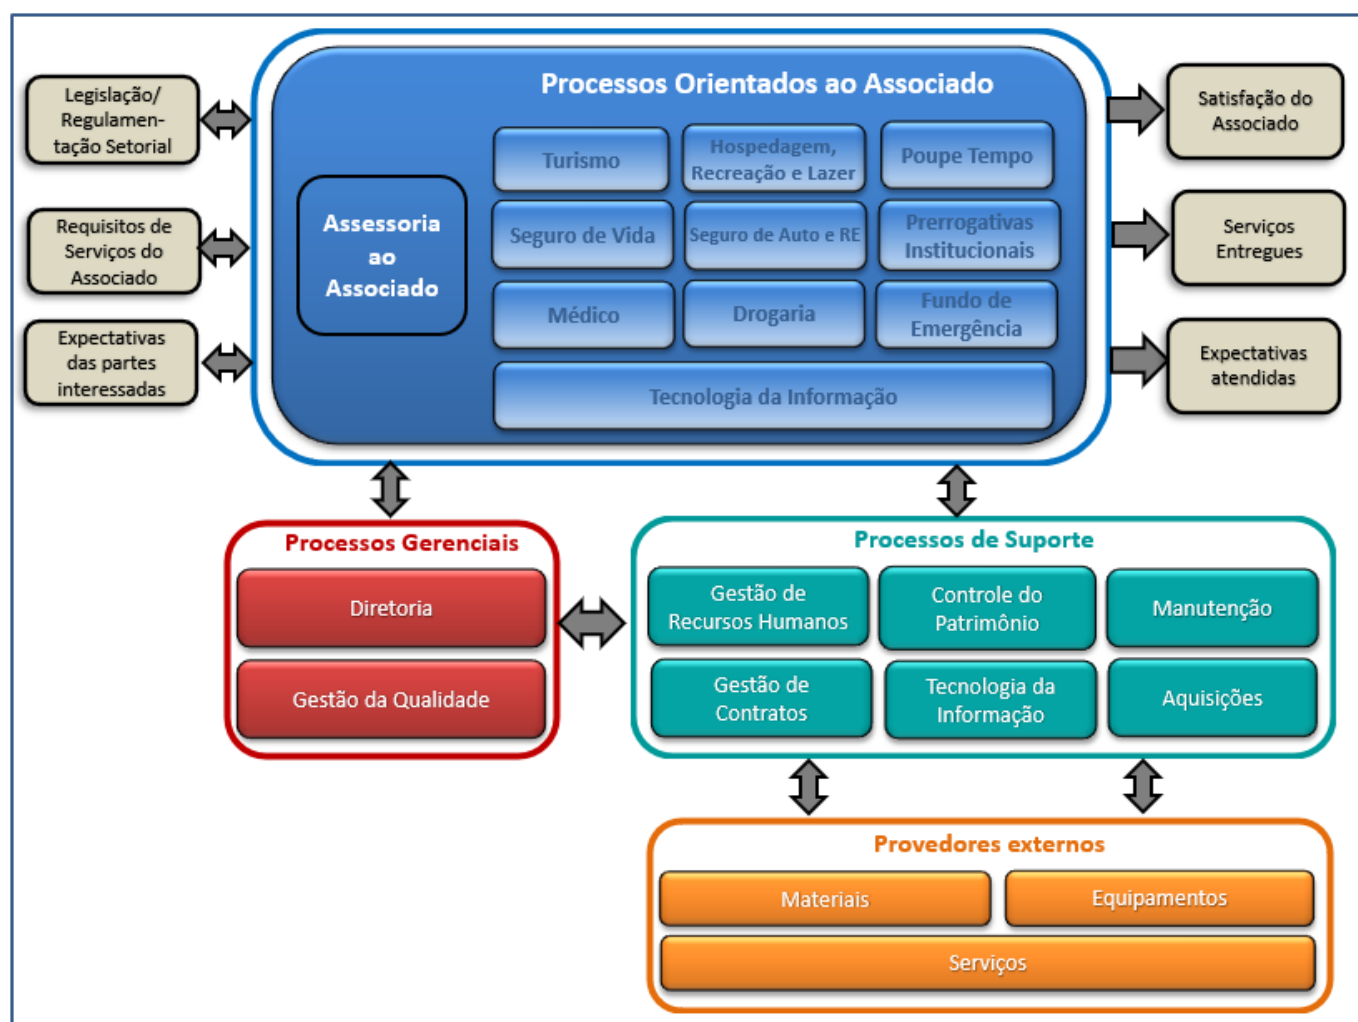 Processos Orientados ao Associado
Legislação/
Regulamen-
tação Setorial
Requisitos de
Serviços do
Associado
Expectativas
das partes
interessadas
Assessoria
ao
Associado
Turismo
Hospedagem,
Recreação e Lazer
Poupe Tempo
Seguro de Vida
Seguro de Auto e RE
Prerrogativas
Institucionais
Médico
Drogaria
Fundo de
Emergência
Tecnologia da Informação
Satisfação do
Associado
Serviços
Entregues
Expectativas
atendidas
Processos Gerenciais
Diretoria
Gestão da Qualidade
Processos de Suporte
Gestão de
Recursos Humanos
Controle do
Patrimônio
Manutenção
Gestão de
Contratos
Tecnologia da
Informação
Aquisições
Provedores externos
Materiais
Equipamentos
Serviços